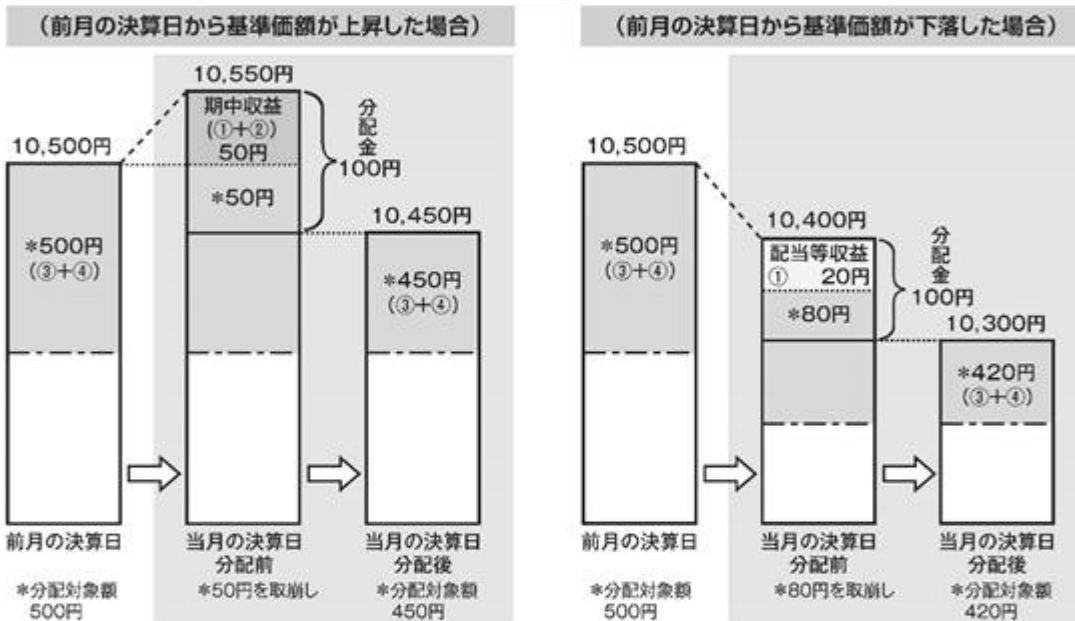 (前月の決算日から基準価額が上昇した場合)
10,550円
期中収益
(①+②)
50円
分配金
100円
10,500円
*50円
10,450円
*500円
(③+④)
*450円
(③+④)
前月の決算日
当月の決算日
分配前
当月の決算日
分配後
*分配対象額
500円
*50円を取崩し
*分配対象額
450円
(前月の決算日から基準価額が下落した場合)
10,500円
10,400円
配当等収益
① 20円
分配金
100円
*500円
(③+④)
*80円
10,300円
*420円
(③+④)
前月の決算日
当月の決算日
分配前
当月の決算日
分配後
*分配対象額
500円
*80円を取崩し
*分配対象額
420円